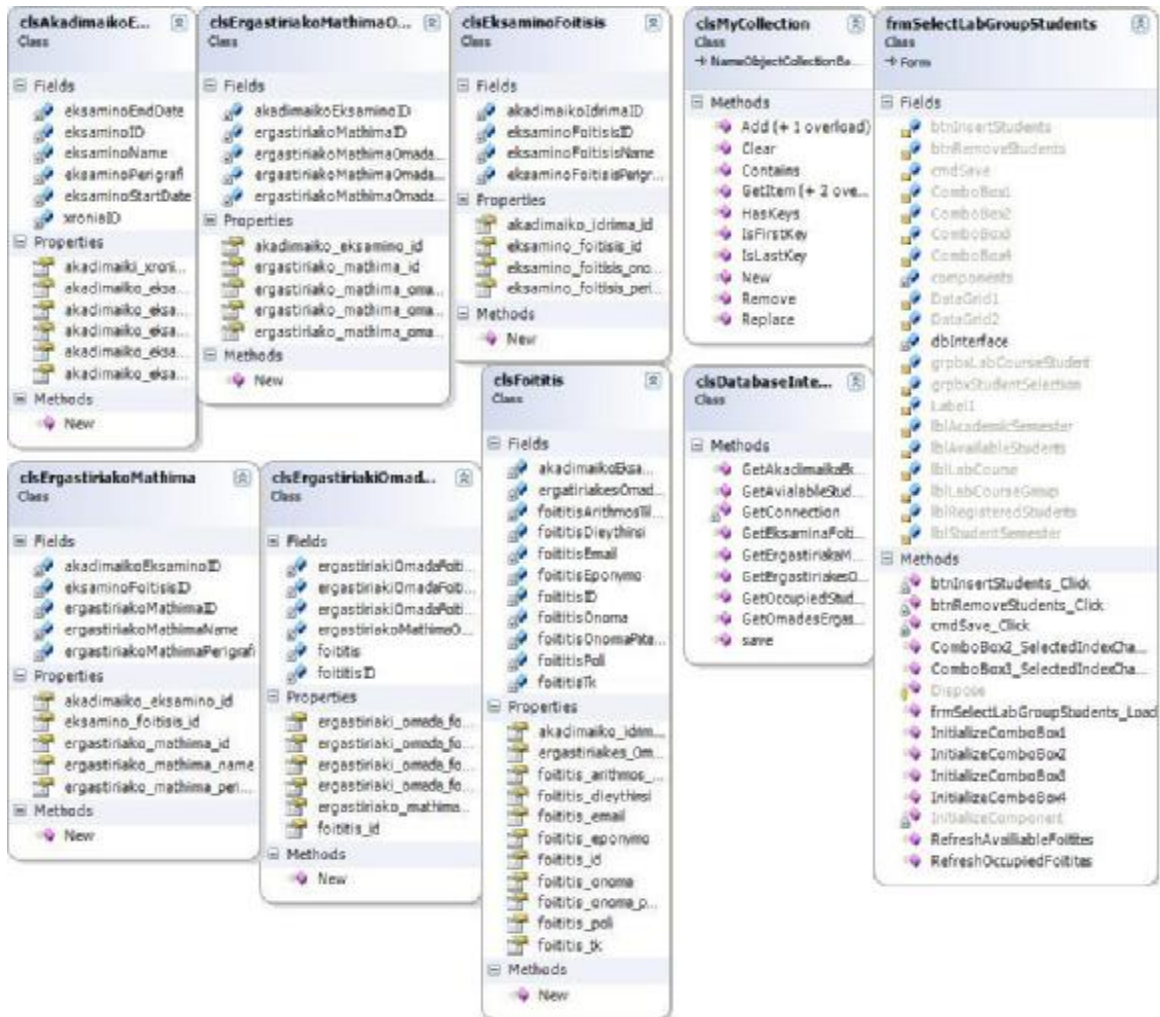 clsAkadimaikoE...
Class
Fields
eksaminoEndDate
eksaminoID
eksaminoName
eksaminoPerigrafi
eksaminoStartDate
xroniaID
Properties
akadimaiki_xroni...
akadimaiko_eksa...
akadimaiko_eksa...
akadimaiko_eksa...
akadimaiko_eksa...
akadimaiko_eksa...
Methods
New
clsErgastiriakoMathimaO...
Class
Fields
akadimaikoEksaminoID
ergastiriakoMathimaID
ergastiriakoMathimaOmada...
ergastiriakoMathimaOmada...
ergastiriakoMathimaOmada...
Properties
akadimaiko_eksamino_id
ergastiriako_mathima_id
ergastiriako_mathima_oma...
ergastiriako_mathima_oma...
ergastiriako_mathima_oma...
Methods
New
clsEksaminoFoitisis
Class
Fields
akadimaikoIdrimaID
eksaminoFoitisisID
eksaminoFoitisisName
eksaminoFoitisisPerigr...
Properties
akadimaiko_idrima_id
eksamino_foitisis_id
eksamino_foitisis_ono...
eksamino_foitisis_peri...
Methods
New
clsMyCollection
Class
NameObjectCollectionBa...
Methods
Add (+ 1 overload)
Clear
Contains
GetItem (+ 2 ove...
HasKeys
IsFirstKey
IsLastKey
New
Remove
Replace
frmSelectLabGroupStudents
Class
Form
Fields
btnInsertStudents
btnRemoveStudents
cmdSave
ComboBox1
ComboBox2
ComboBox3
ComboBox4
components
DataGrid1
DataGrid2
dbInterface
grpbxLabCourseStudent
grpbxStudentSelection
Label1
lblAcademicSemester
lblAvailableStudents
lblLabCourse
lblLabCourseGroup
lblRegisteredStudents
lblStudentSemester
Methods
btnInsertStudents_Click
btnRemoveStudents_Click
cmdSave_Click
ComboBox2_SelectedIndexCha...
ComboBox3_SelectedIndexCha...
Dispose
frmSelectLabGroupStudents_Load
InitializeComboBox1
InitializeComboBox2
InitializeComboBox3
InitializeComboBox4
InitializeComponent
RefreshAvailiableFoitites
RefreshOccupiedFoitites
clsErgastiriakoMathima
Class
Fields
akadimaikoEksaminoID
eksaminoFoitisisID
ergastiriakoMathimaID
ergastiriakoMathimaName
ergastiriakoMathimaPerigrafi
Properties
akadimaiko_eksamino_id
eksamino_foitisis_id
ergastiriako_mathima_id
ergastiriako_mathima_name
ergastiriako_mathima_peri...
Methods
New
clsErgastiriakiOmad...
Class
Fields
ergastiriakiOmadaFoiti...
ergastiriakiOmadaFoiti...
ergastiriakiOmadaFoiti...
ergastiriakoMathimaO...
foititis
foititisID
Properties
ergastiriaki_omada_fo...
ergastiriaki_omada_fo...
ergastiriaki_omada_fo...
ergastiriaki_omada_fo...
ergastiriako_mathima...
foititis_id
Methods
New
clsFoititis
Class
Fields
akadimaikoEksa...
ergatiriakesOmad...
foititisArithmosTil...
foititisDieythinsi
foititisEmail
foititisEponymo
foititisID
foititisOnoma
foititisOnomaPata...
foititisPoli
foititisTk
Properties
akadimaiko_idrim...
ergastiriakes_Om...
foititis_arithmos_...
foititis_dieythinsi
foititis_email
foititis_eponymo
foititis_id
foititis_onoma
foititis_onoma_p...
foititis_poli
foititis_tk
Methods
New
clsDatabaseInte...
Class
Methods
GetAkadimaikaEk...
GetAvialableStud...
GetConnection
GetEksaminaFoiti...
GetErgastiriakaM...
GetErgastiriakesO...
GetOccupiedStud...
GetOmadesErgas...
save